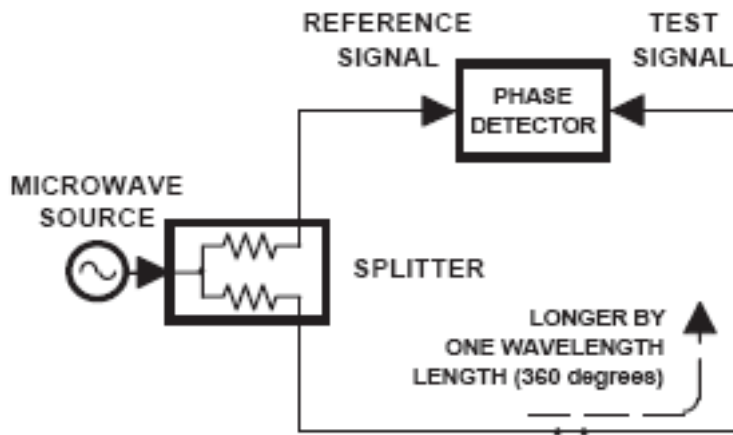 REFERENCE
SIGNAL
TEST
SIGNAL
PHASE
DETECTOR
MICROWAVE
SOURCE
SPLITTER
LONGER BY
ONE WAVELENGTH
LENGTH (360 degrees)